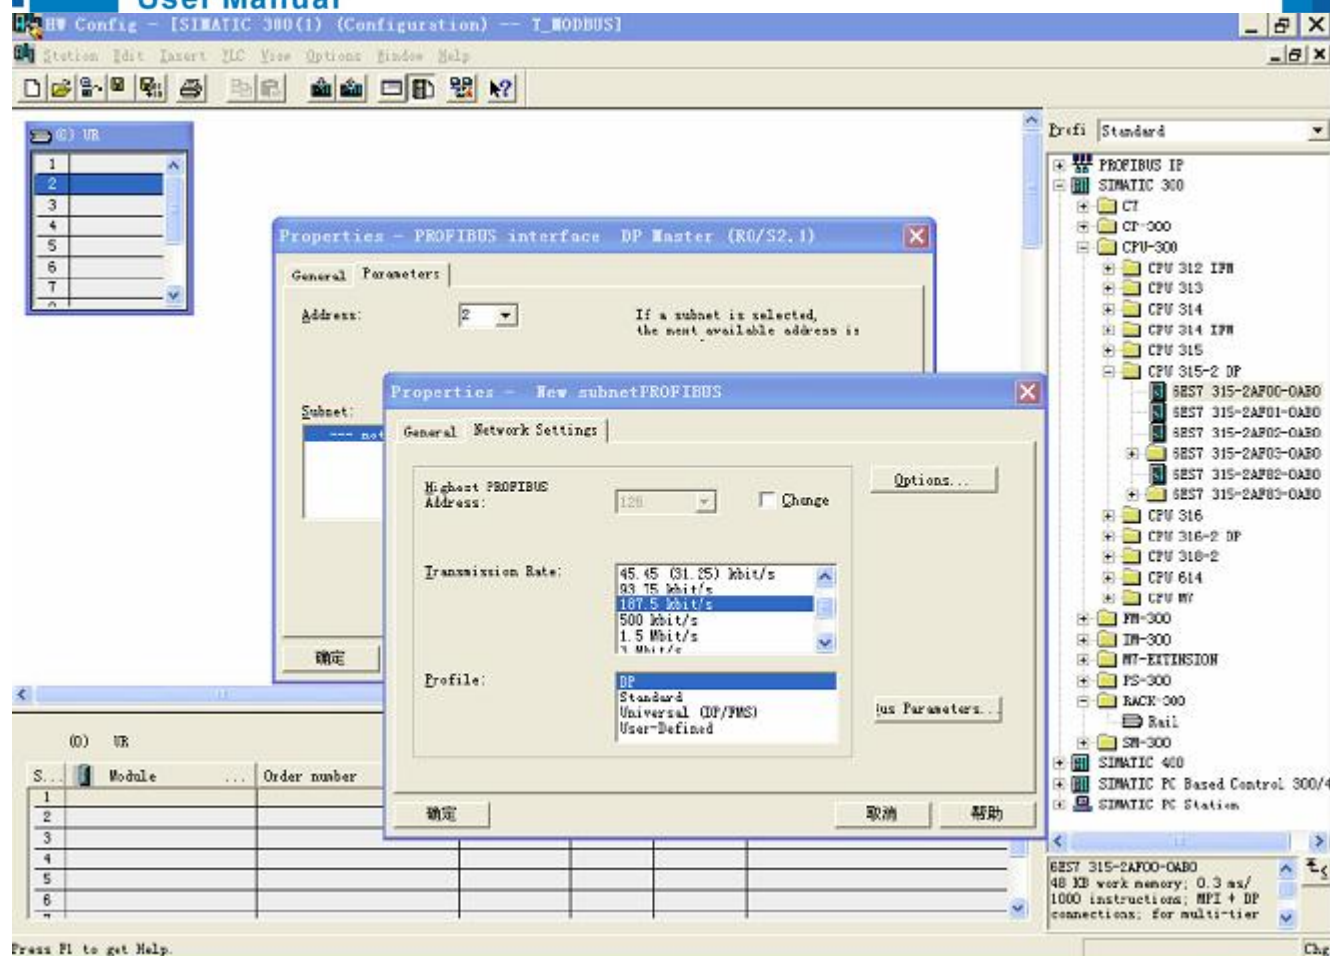 User Manual
HW Config - [SIMATIC 300(1) (Configuration) -- T_MODBUS]
Station Edit Insert PLC View Options Window Help
(0) UR
1
2
3
4
5
6
7
Properties - PROFIBUS interface DP Master (R0/S2.1)
General Parameters
Address: 2
If a subnet is selected,
the next available address is
Subnet:
--- not
确定
Properties - New subnetPROFIBUS
General Network Settings
Highest PROFIBUS
Address:
126
Change
Options...
Transmission Rate:
45.45 (31.25) kbit/s
93.75 kbit/s
187.5 kbit/s
500 kbit/s
1.5 Mbit/s
3 Mbit/s
Profile:
DP
Standard
Universal (DP/FMS)
User-Defined
us Parameters...
确定 取消 帮助
(0) UR
S... Module ... Order number
1
2
3
4
5
6
Profi Standard
PROFIBUS IP
SIMATIC 300
C7
CP-300
CPU-300
CPU 312 IFM
CPU 313
CPU 314
CPU 314 IFM
CPU 315
CPU 315-2 DP
6ES7 315-2AF00-0AB0
6ES7 315-2AF01-0AB0
6ES7 315-2AF02-0AB0
6ES7 315-2AF03-0AB0
6ES7 315-2AF82-0AB0
6ES7 315-2AF83-0AB0
CPU 316
CPU 316-2 DP
CPU 318-2
CPU 614
CPU M7
FM-300
IM-300
M7-EXTENSION
PS-300
RACK-300
Rail
SM-300
SIMATIC 400
SIMATIC PC Based Control 300/4
SIMATIC PC Station
6ES7 315-2AF00-0AB0
48 KB work memory; 0.3 ms/
1000 instructions; MPI + DP
connections; for multi-tier
Press F1 to get Help.
Chg